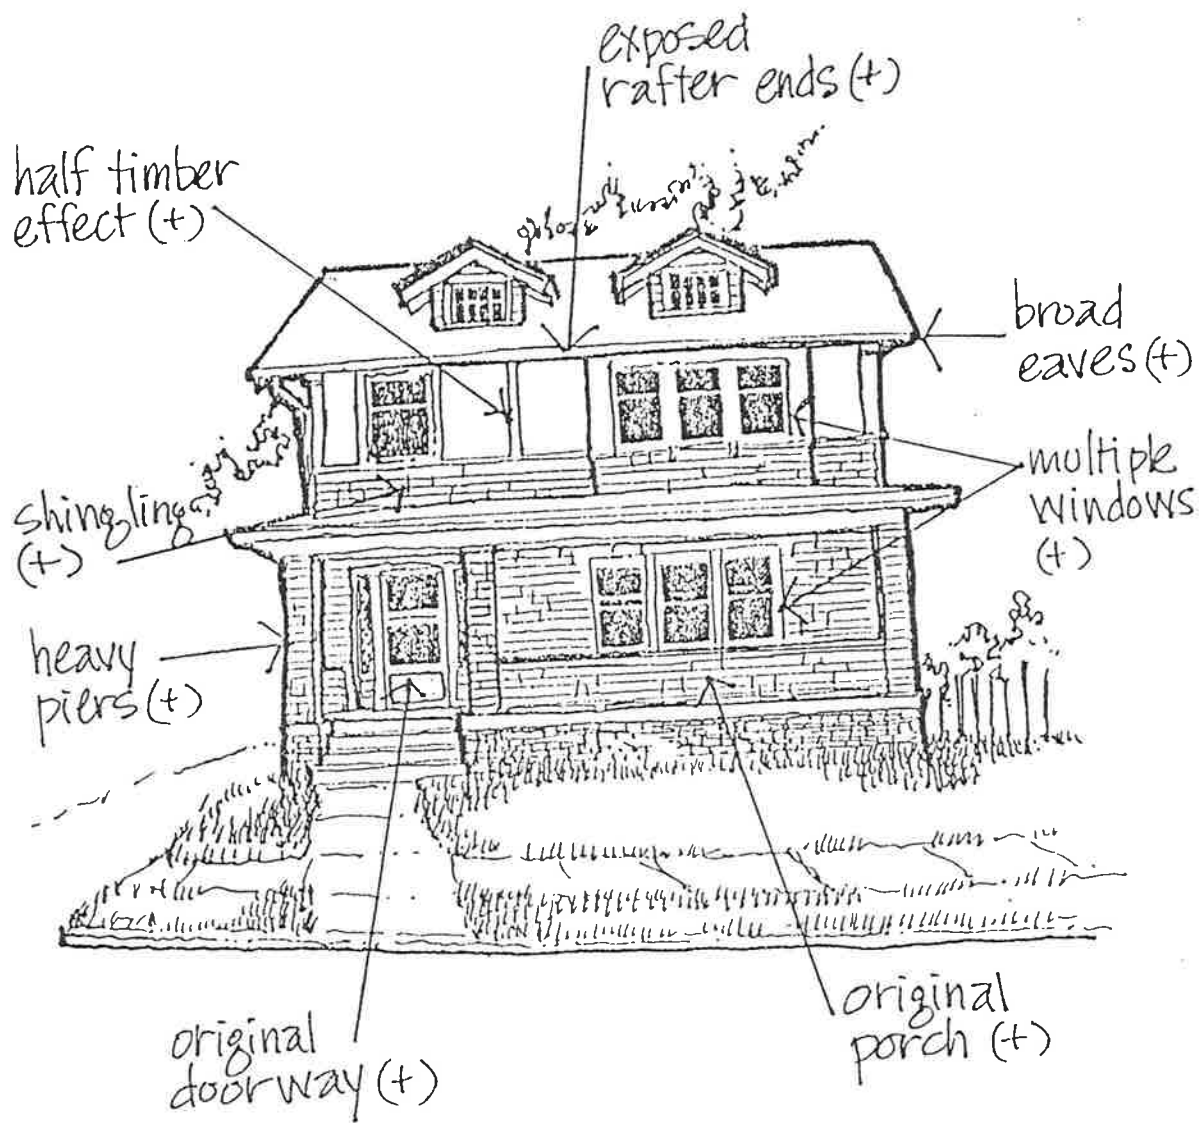 exposed
rafter ends (+)
half timber
effect (+)
broad
eaves (+)
multiple
windows
(+)
shingling
(+)
heavy
piers (+)
original
porch (+)
original
doorway (+)